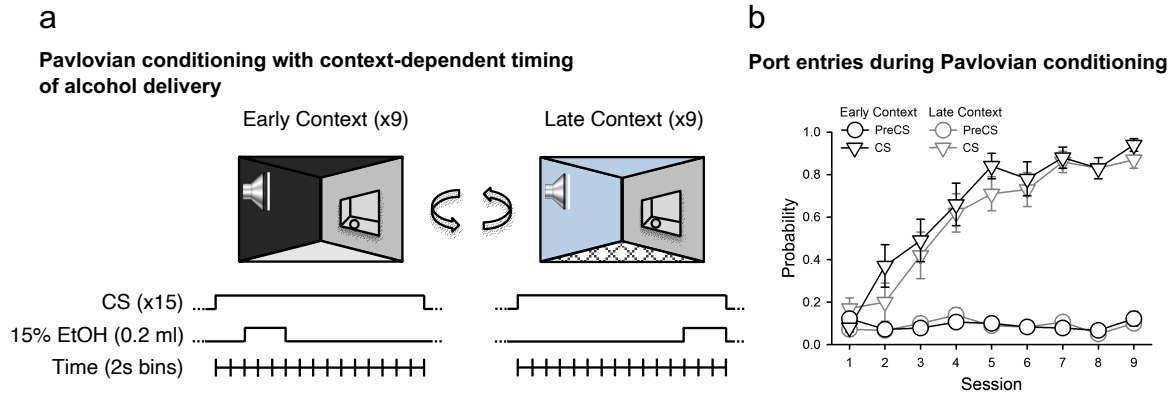 a
Pavlovian conditioning with context-dependent timing
of alcohol delivery
Early Context (x9)
Late Context (x9)
CS (x15)
15% EtOH (0.2 ml)
Time (2s bins)
b
Port entries during Pavlovian conditioning
Early Context Late Context
PreCS PreCS
CS CS
Probability
1.0
0.8
0.6
0.4
0.2
0.0
1 2 3 4 5 6 7 8 9
Session